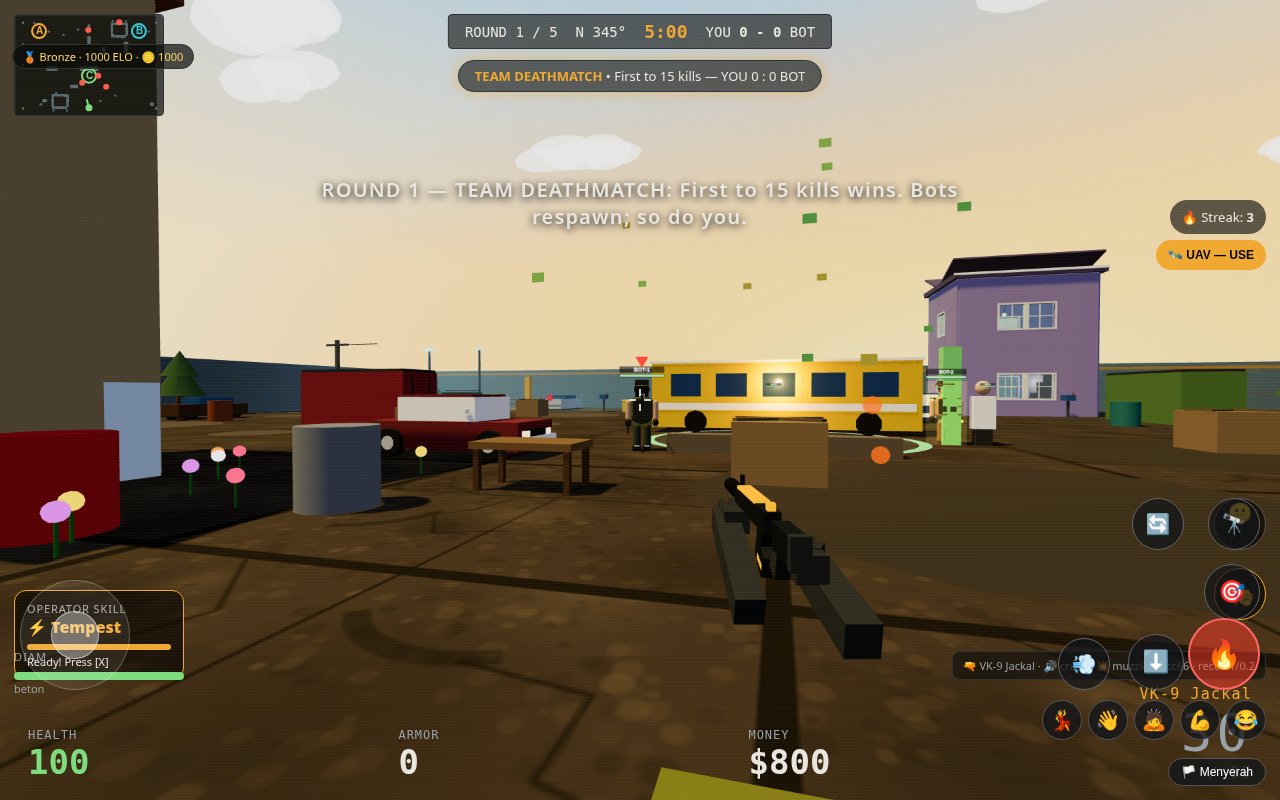 A
B
🥉 Bronze · 1000 ELO · 🪙 1000
C
ROUND 1 / 5 N 345° 5:00 YOU 0 - 0 BOT
TEAM DEATHMATCH • First to 15 kills — YOU 0 : 0 BOT
ROUND 1 — TEAM DEATHMATCH: First to 15 kills wins. Bots
respawn; so do you.
🔥 Streak: 3
UAV — USE
BOT-1
BOT-2
OPERATOR SKILL
⚡ Tempest
Ready! Press [X]
DIAM
beton
VK-9 Jackal ·
VK-9 Jackal
30
HEALTH
100
ARMOR
0
MONEY
$800
Menyerah